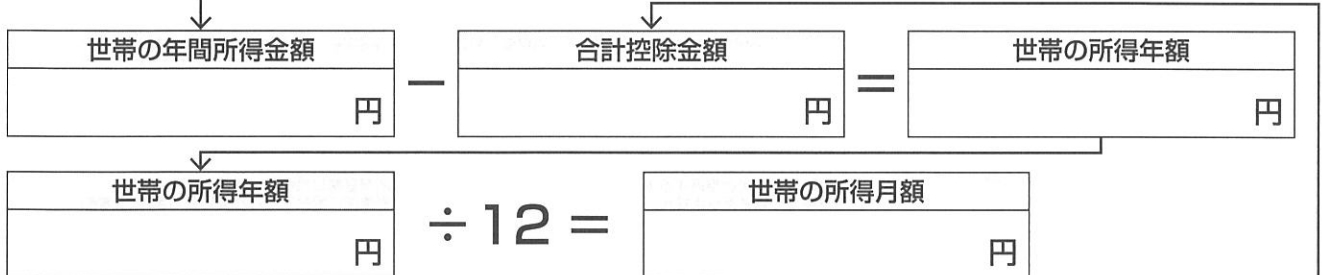 世帯の年間所得金額 合計控除金額 世帯の所得年額
円 － 円 ＝ 円
世帯の所得年額 世帯の所得月額
円 ÷12＝ 円